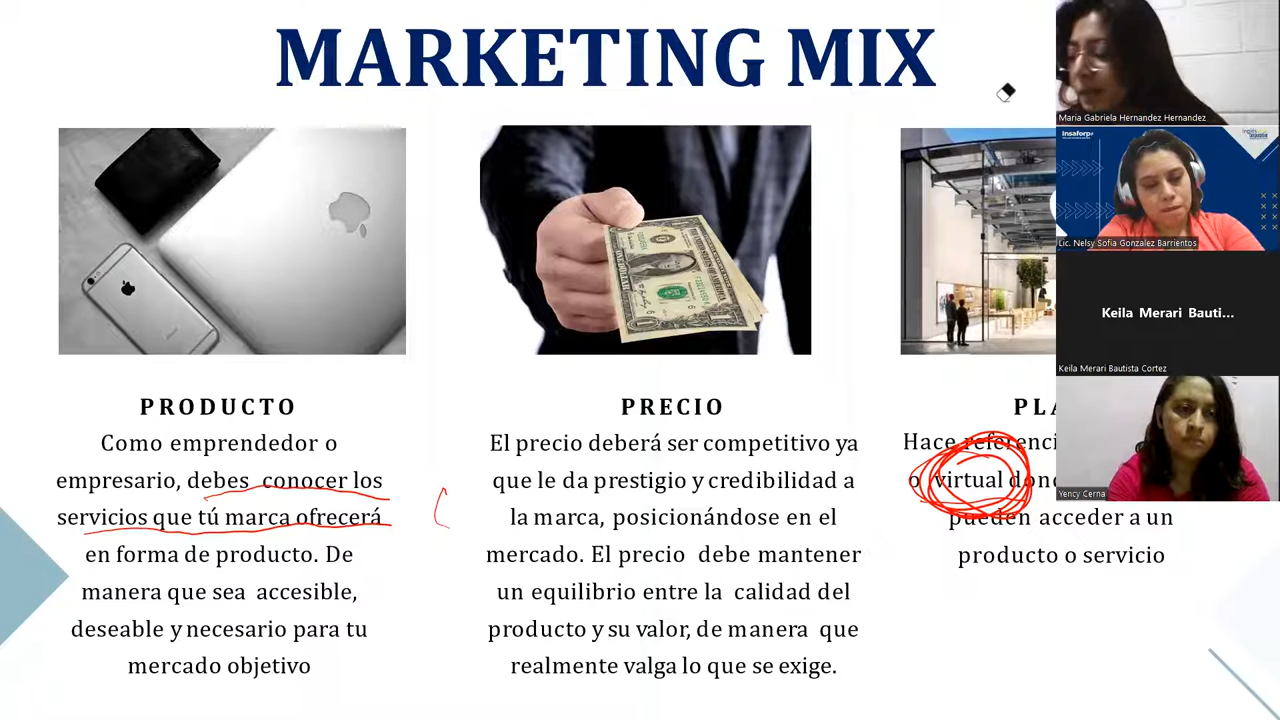 MARKETING MIX
PRODUCTO
Como emprendedor o
empresario, debes conocer los
servicios que tú marca ofrecerá
en forma de producto. De
manera que sea accesible,
deseable y necesario para tu
mercado objetivo
PRECIO
El precio deberá ser competitivo ya
que le da prestigio y credibilidad a
la marca, posicionándose en el
mercado. El precio debe mantener
un equilibrio entre la calidad del
producto y su valor, de manera que
realmente valga lo que se exige.
Hace
o virtual
pueden acceder a un
producto o servicio
Maria Gabriela Hernandez Hernandez
insaforp
Lic. Nelsy Sofia Gonzalez Barrientos
Keila Merari Bauti...
Keila Merari Bautista Cortez
Yency Cerna